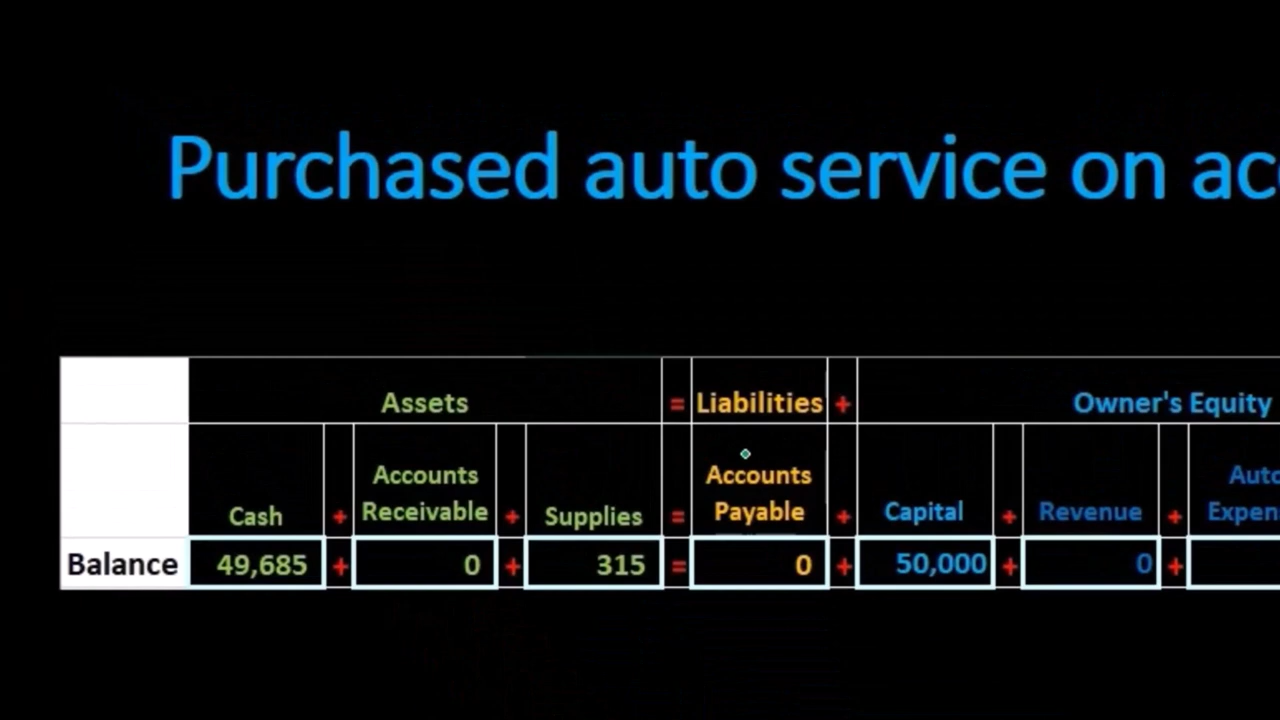 Purchased auto service on ac
Assets = Liabilities + Owner's Equity
Cash + Accounts Receivable + Supplies = Accounts Payable + Capital + Revenue + Auto Expen
Balance 49,685 + 0 + 315 = 0 + 50,000 + 0 +